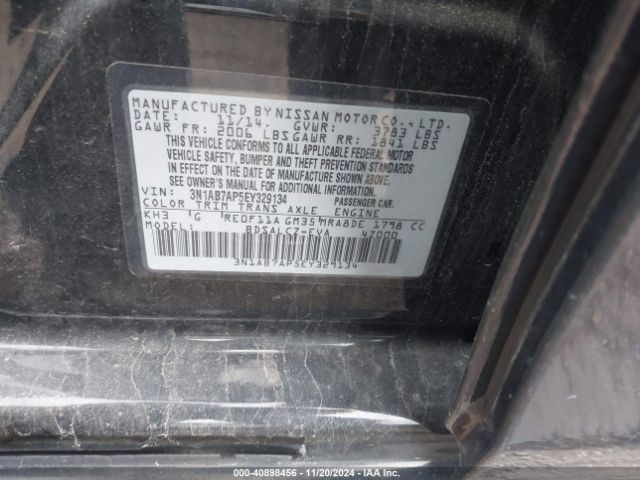 MANUFACTURED BY NISSAN MOTOR CO., LTD.
DATE: 11/14. GVWR: 3783 LBS
GAWR FR: 2006 LBS GAWR RR: 1841 LBS
THIS VEHICLE CONFORMS TO ALL APPLICABLE FEDERAL MOTOR
VEHICLE SAFETY, BUMPER AND THEFT PREVENTION STANDARDS
IN EFFECT ON THE DATE OF MANUFACTURE SHOWN ABOVE.
SEE OWNER'S MANUAL FOR FURTHER INFORMATION
VIN: 3N1AB7AP5EY329134 PASSENGER CAR.
COLOR TRIM TRANS AXLE ENGINE
KH3 G RE0F11A GM35 MRA8DE 1798 CC
MODEL: BDSALCZ-EVA 4Z000
3N1AB7AP5EY329134
000-40898456 - 11/20/2024 - IAA Inc.